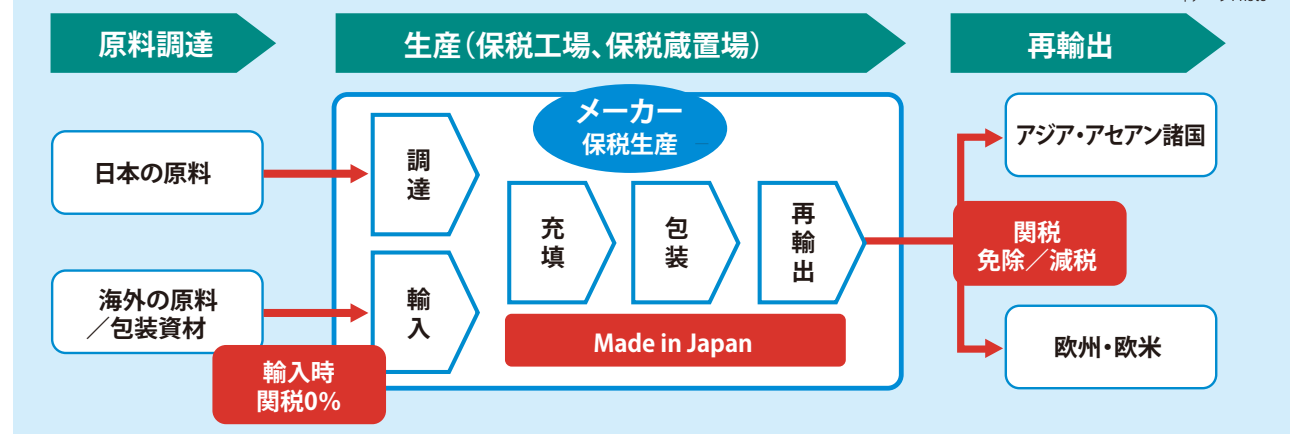 原料調達
生産（保税工場、保税蔵置場）
再輸出
メーカー
保税生産
日本の原料
海外の原料
／包装資材
輸入時
関税0%
調達
輸入
充填
包装
再輸出
Made in Japan
アジア・アセアン諸国
関税
免除／減税
欧州・欧米